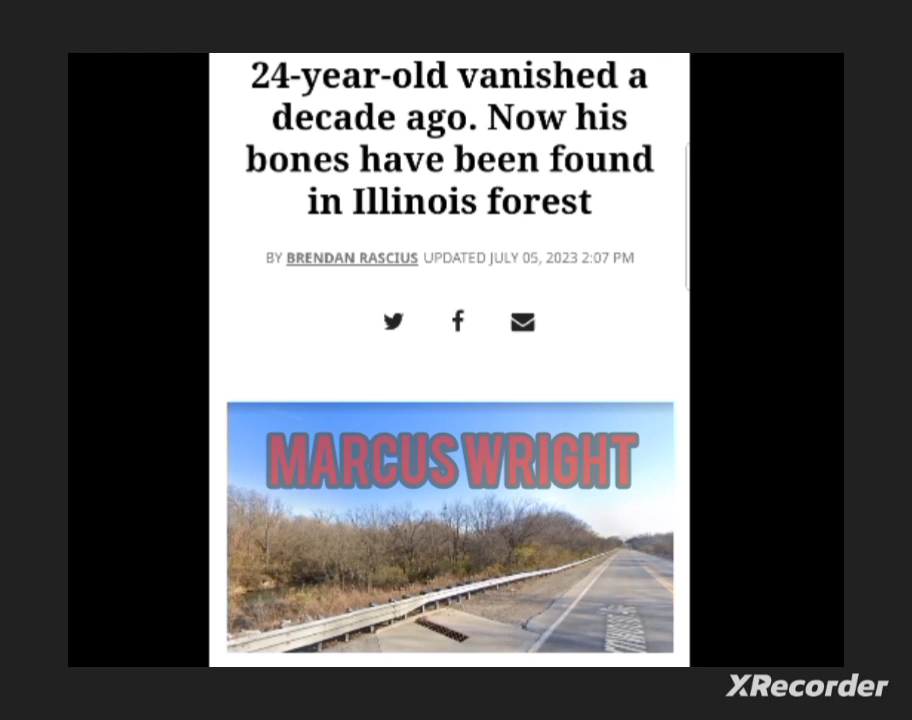 24-year-old vanished a
decade ago. Now his
bones have been found
in Illinois forest
BY BRENDAN RASCIUS UPDATED JULY 05, 2023 2:07 PM
MARCUS WRIGHT
XRecorder